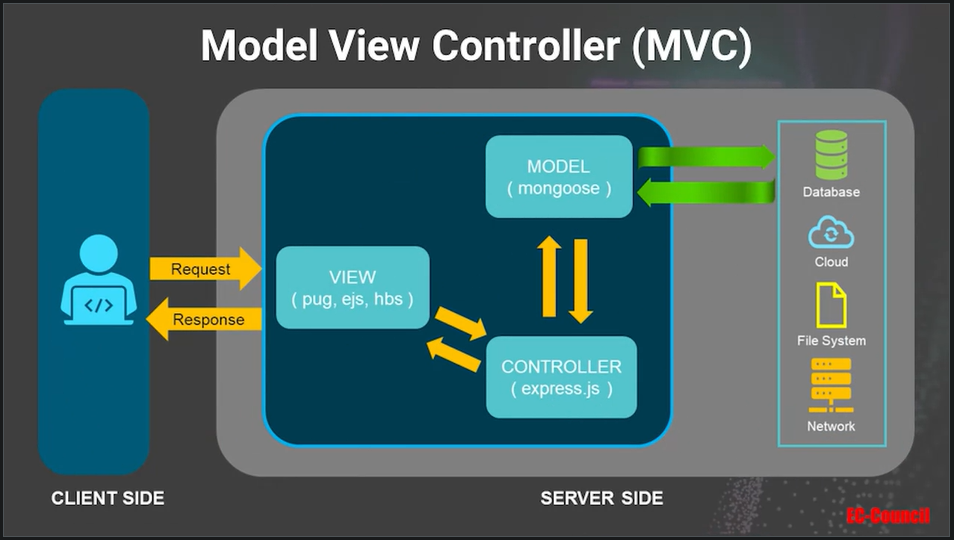 Model View Controller (MVC)
MODEL
( mongoose )
Database
Cloud
File System
Network
Request
Response
VIEW
( pug, ejs, hbs )
CONTROLLER
( express.js )
</>
CLIENT SIDE
SERVER SIDE
EC-Council